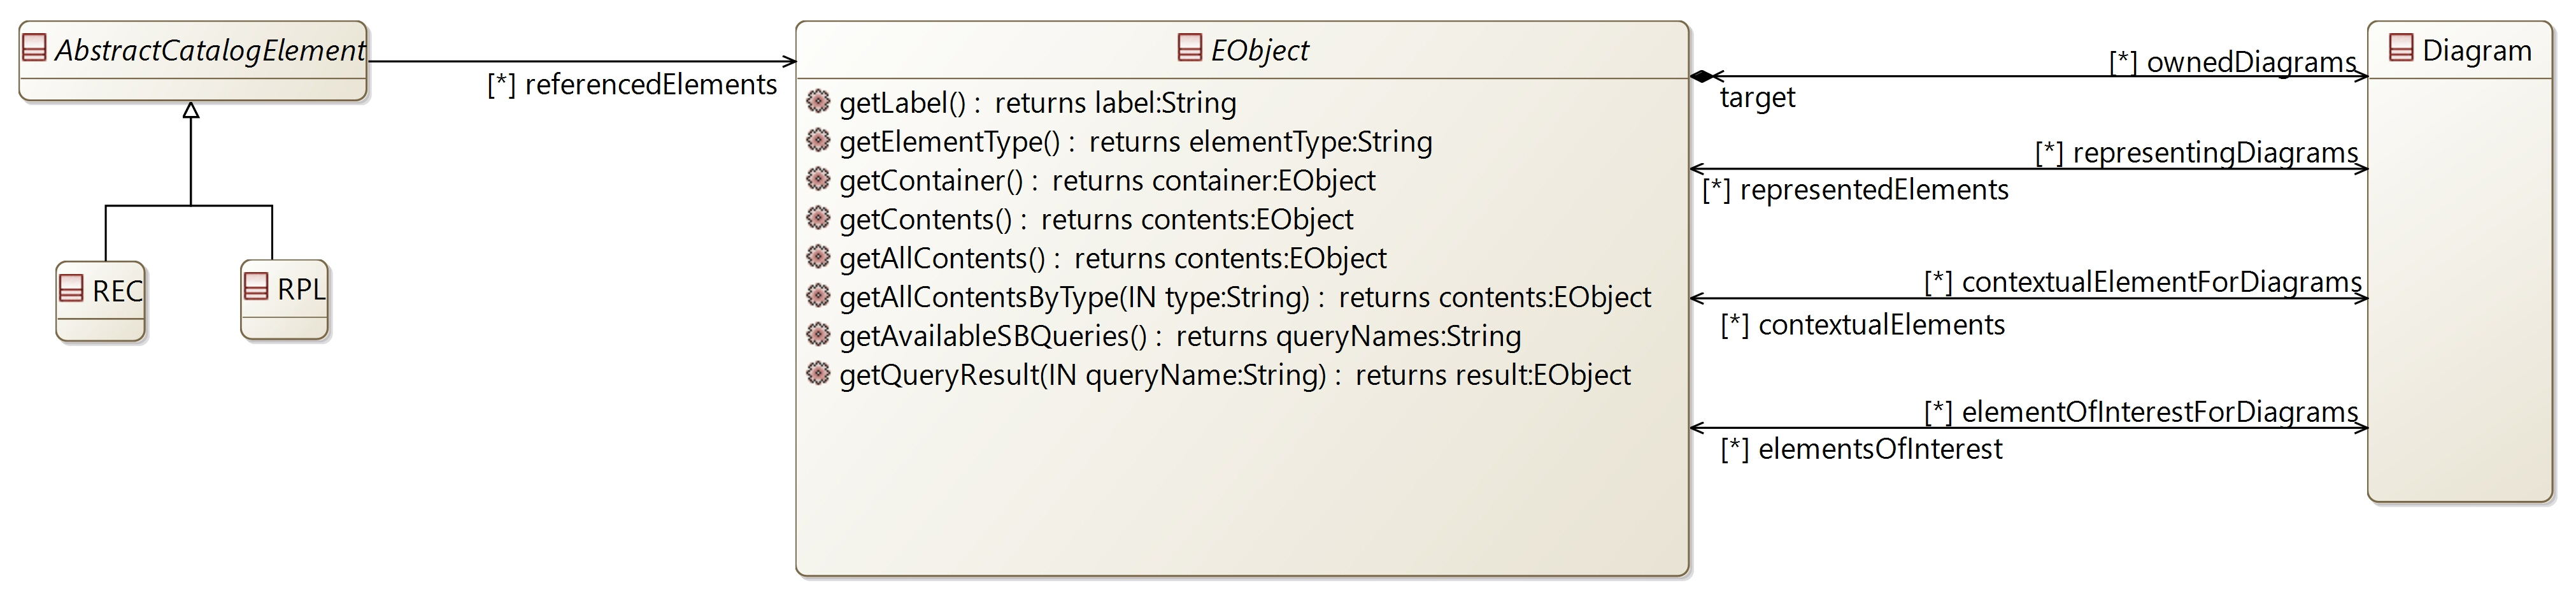 AbstractCatalogElement
[*] referencedElements
REC
RPL
EObject
getLabel() : returns label:String
getElementType() : returns elementType:String
getContainer() : returns container:EObject
getContents() : returns contents:EObject
getAllContents() : returns contents:EObject
getAllContentsByType(IN type:String) : returns contents:EObject
getAvailableSBQueries() : returns queryNames:String
getQueryResult(IN queryName:String) : returns result:EObject
[*] ownedDiagrams
target
[*] representingDiagrams
[*] representedElements
[*] contextualElementForDiagrams
[*] contextualElements
[*] elementOfInterestForDiagrams
[*] elementsOfInterest
Diagram